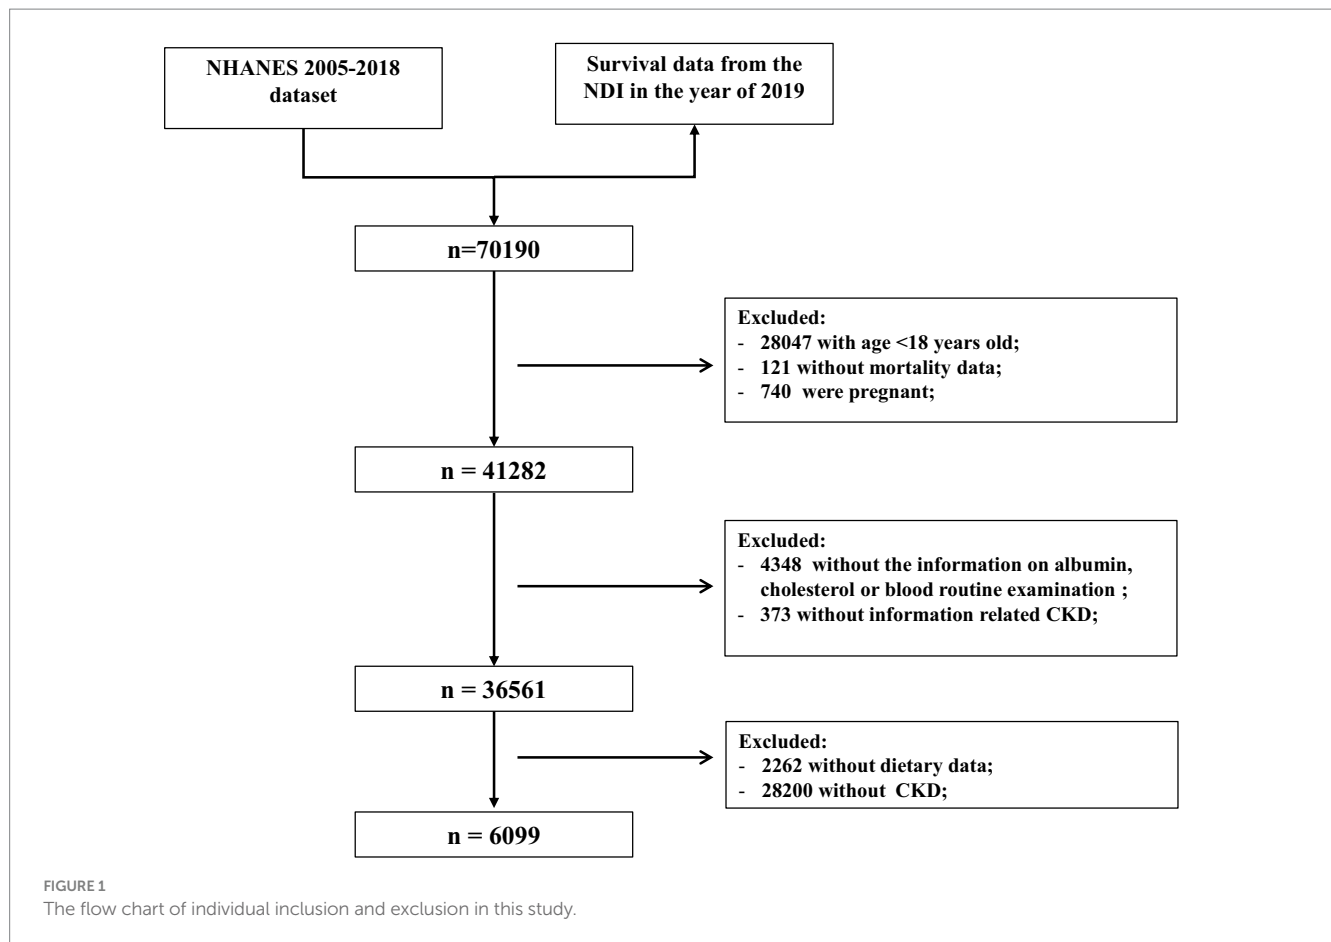 NHANES 2005-2018
dataset
Survival data from the
NDI in the year of 2019
n=70190
Excluded:
- 28047 with age <18 years old;
- 121 without mortality data;
- 740 were pregnant;
n = 41282
Excluded:
- 4348 without the information on albumin,
cholesterol or blood routine examination ;
- 373 without information related CKD;
n = 36561
Excluded:
- 2262 without dietary data;
- 28200 without CKD;
n = 6099
FIGURE 1
The flow chart of individual inclusion and exclusion in this study.